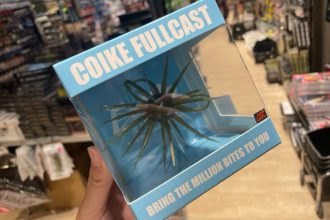 COIKE FULLCAST
BRING THE MILLION BITES TO YOU